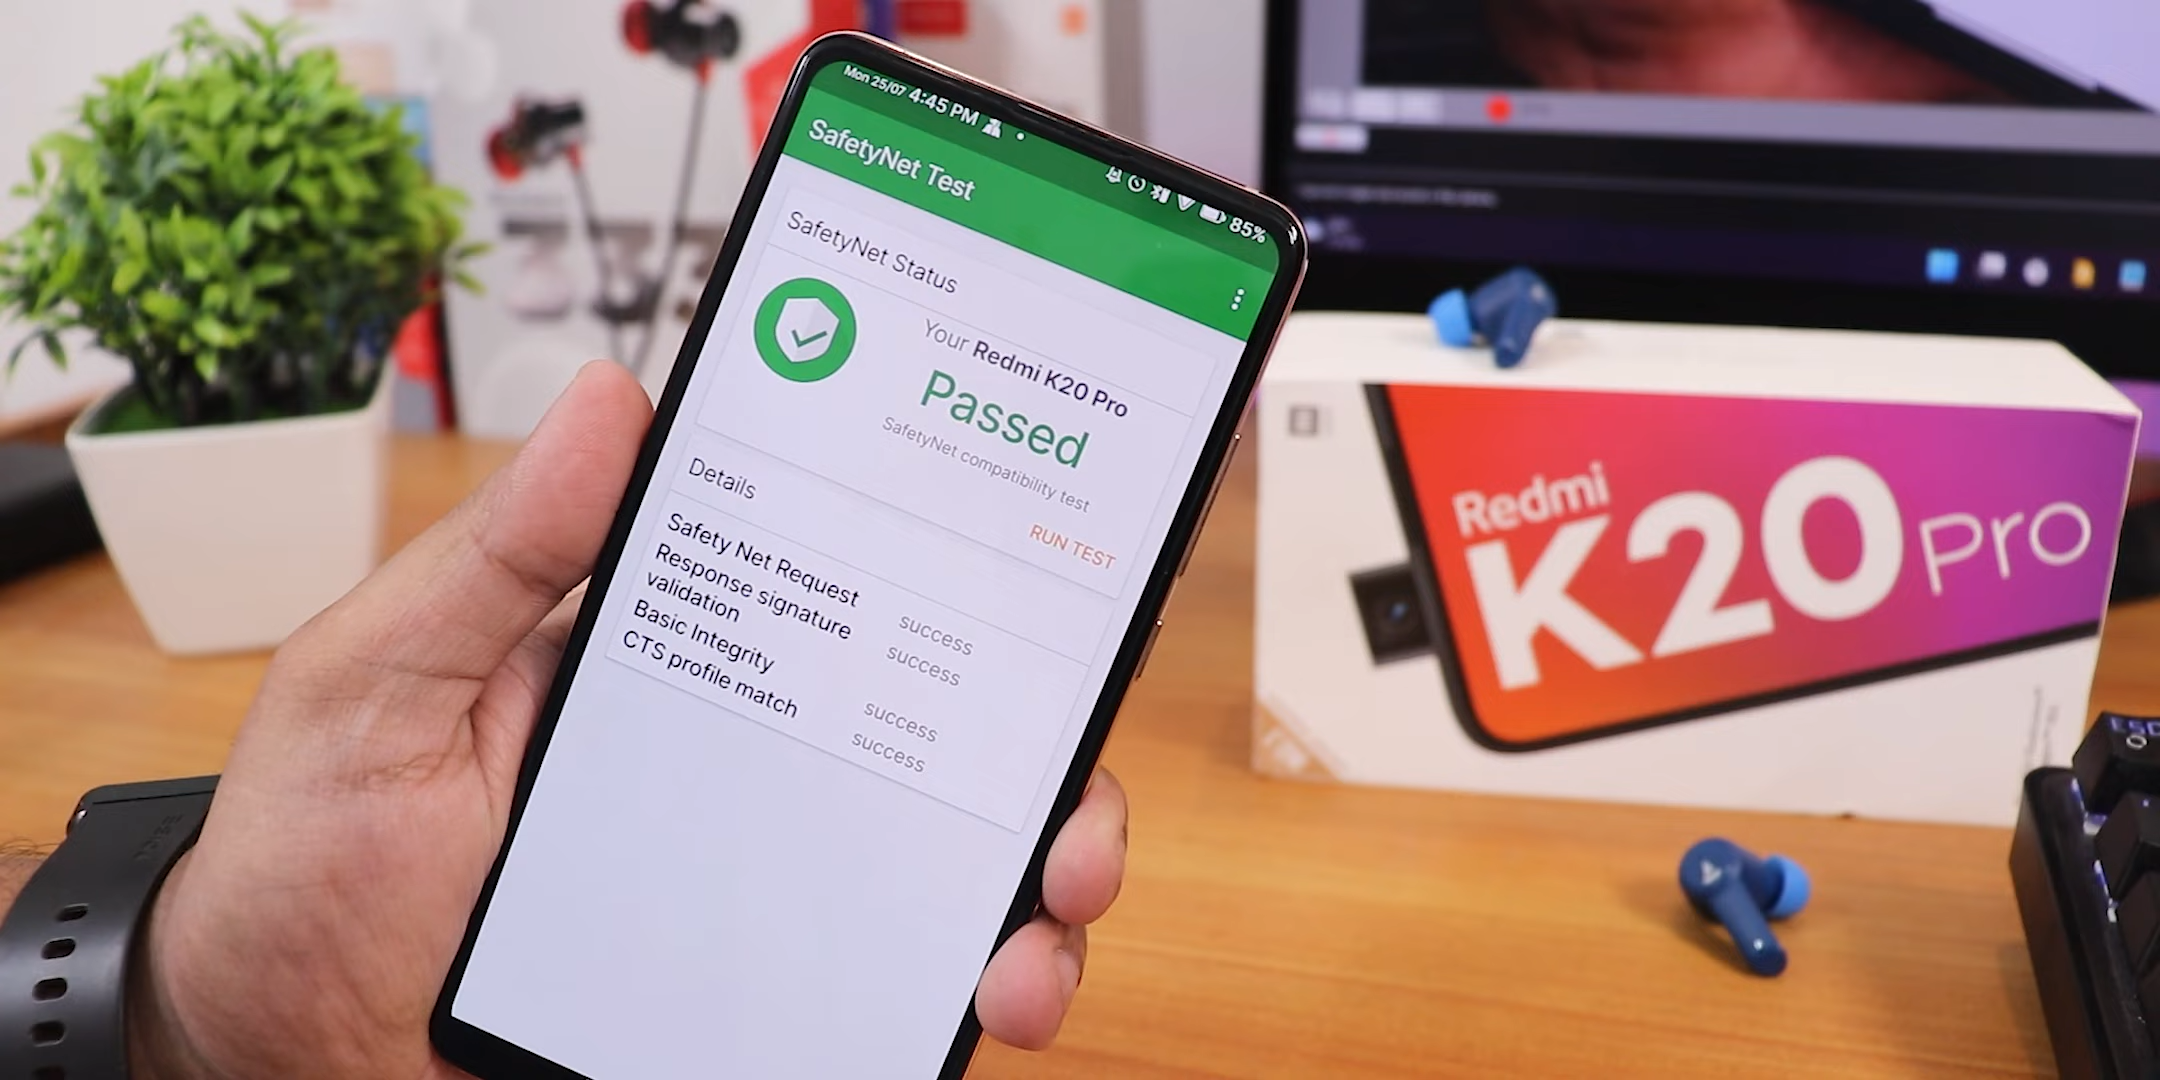 Mon 25/07 4:45 PM
85%
SafetyNet Test
SafetyNet Status
Your Redmi K20 Pro
Passed
SafetyNet compatibility test
RUN TEST
Details
Safety Net Request success
Response signature
validation success
Basic Integrity success
CTS profile match success
Redmi
K20 Pro
ESC